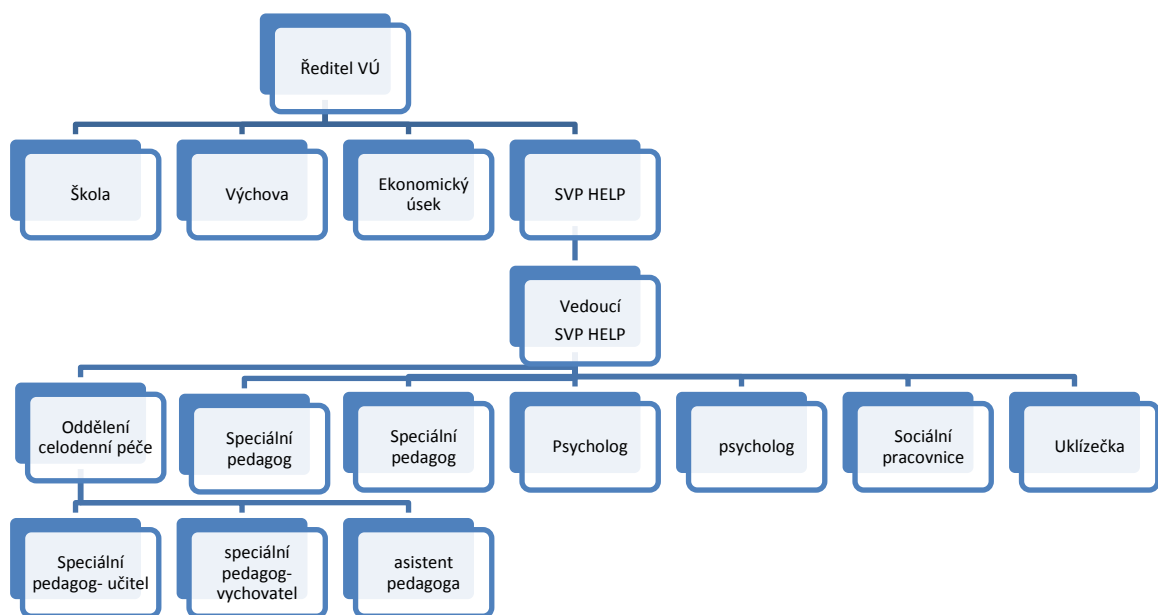 Ředitel VÚ
Škola
Výchova
Ekonomický
úsek
SVP HELP
Vedoucí
SVP HELP
Oddělení
celodenní péče
Speciální
pedagog
Speciální
pedagog
Psycholog
psycholog
Sociální
pracovnice
Uklízečka
Speciální
pedagog- učitel
speciální
pedagog-
vychovatel
asistent
pedagoga